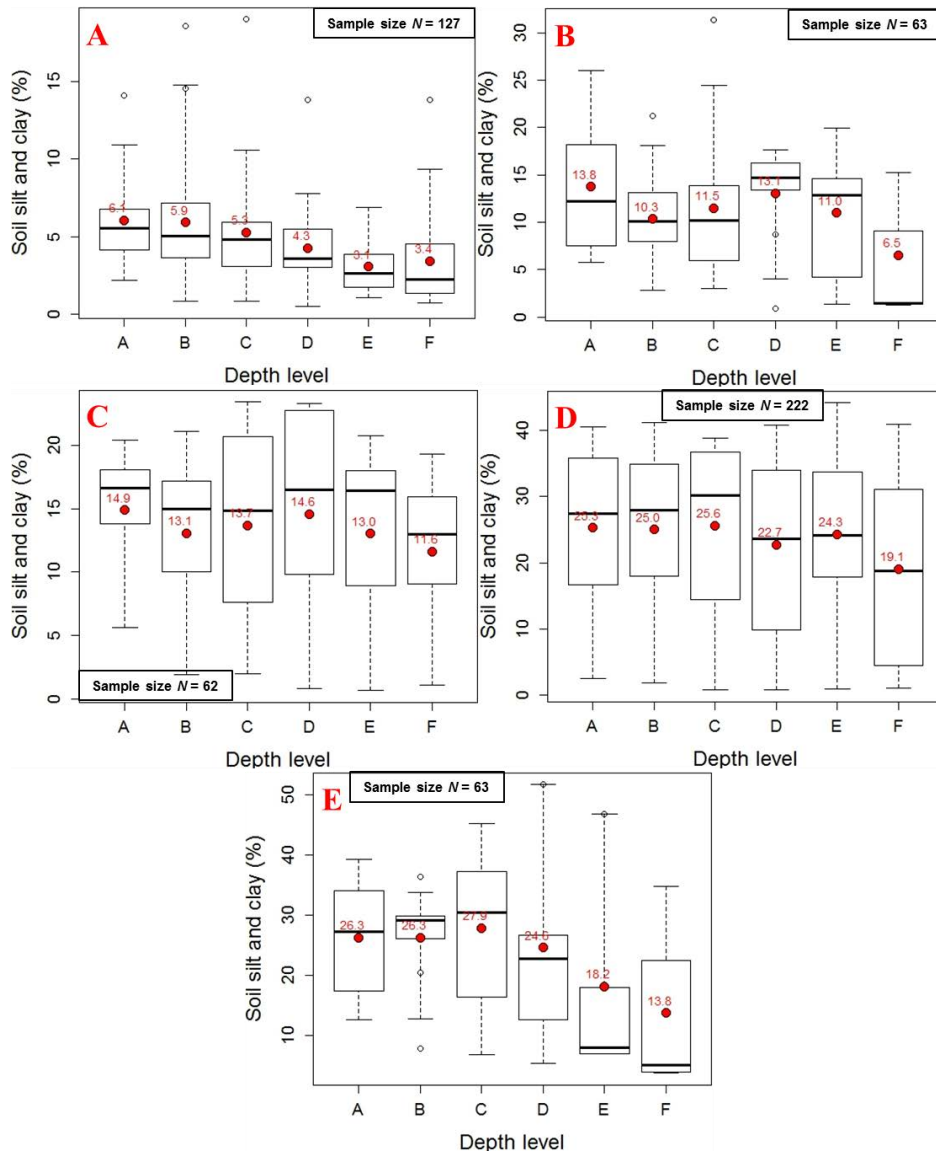 A
Sample size N = 127
Soil silt and clay (%)
15
10
5
0
6.1
5.9
5.3
4.3
3.1
3.4
A B C D E F
Depth level
B
Sample size N = 63
Soil silt and clay (%)
30
25
20
15
10
5
0
13.8
10.3
11.5
13.1
11.0
6.5
A B C D E F
Depth level
C
Sample size N = 62
Soil silt and clay (%)
20
15
10
5
0
14.9
13.1
13.7
14.6
13.0
11.6
A B C D E F
Depth level
D
Sample size N = 222
Soil silt and clay (%)
40
30
20
10
0
25.3
25.0
25.6
22.7
24.3
19.1
A B C D E F
Depth level
E
Sample size N = 63
Soil silt and clay (%)
50
40
30
20
10
26.3
26.3
27.9
24.6
18.2
13.8
A B C D E F
Depth level